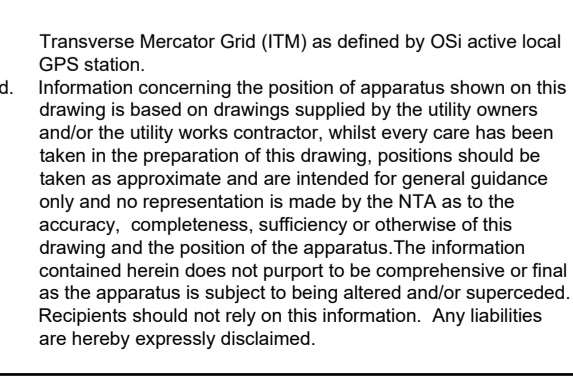 Transverse Mercator Grid (ITM) as defined by OSi active local
GPS station.
d. Information concerning the position of apparatus shown on this
drawing is based on drawings supplied by the utility owners
and/or the utility works contractor, whilst every care has been
taken in the preparation of this drawing, positions should be
taken as approximate and are intended for general guidance
only and no representation is made by the NTA as to the
accuracy,  completeness, sufficiency or otherwise of this
drawing and the position of the apparatus.The information
contained herein does not purport to be comprehensive or final
as the apparatus is subject to being altered and/or superceded.
Recipients should not rely on this information.  Any liabilities
are hereby expressly disclaimed.